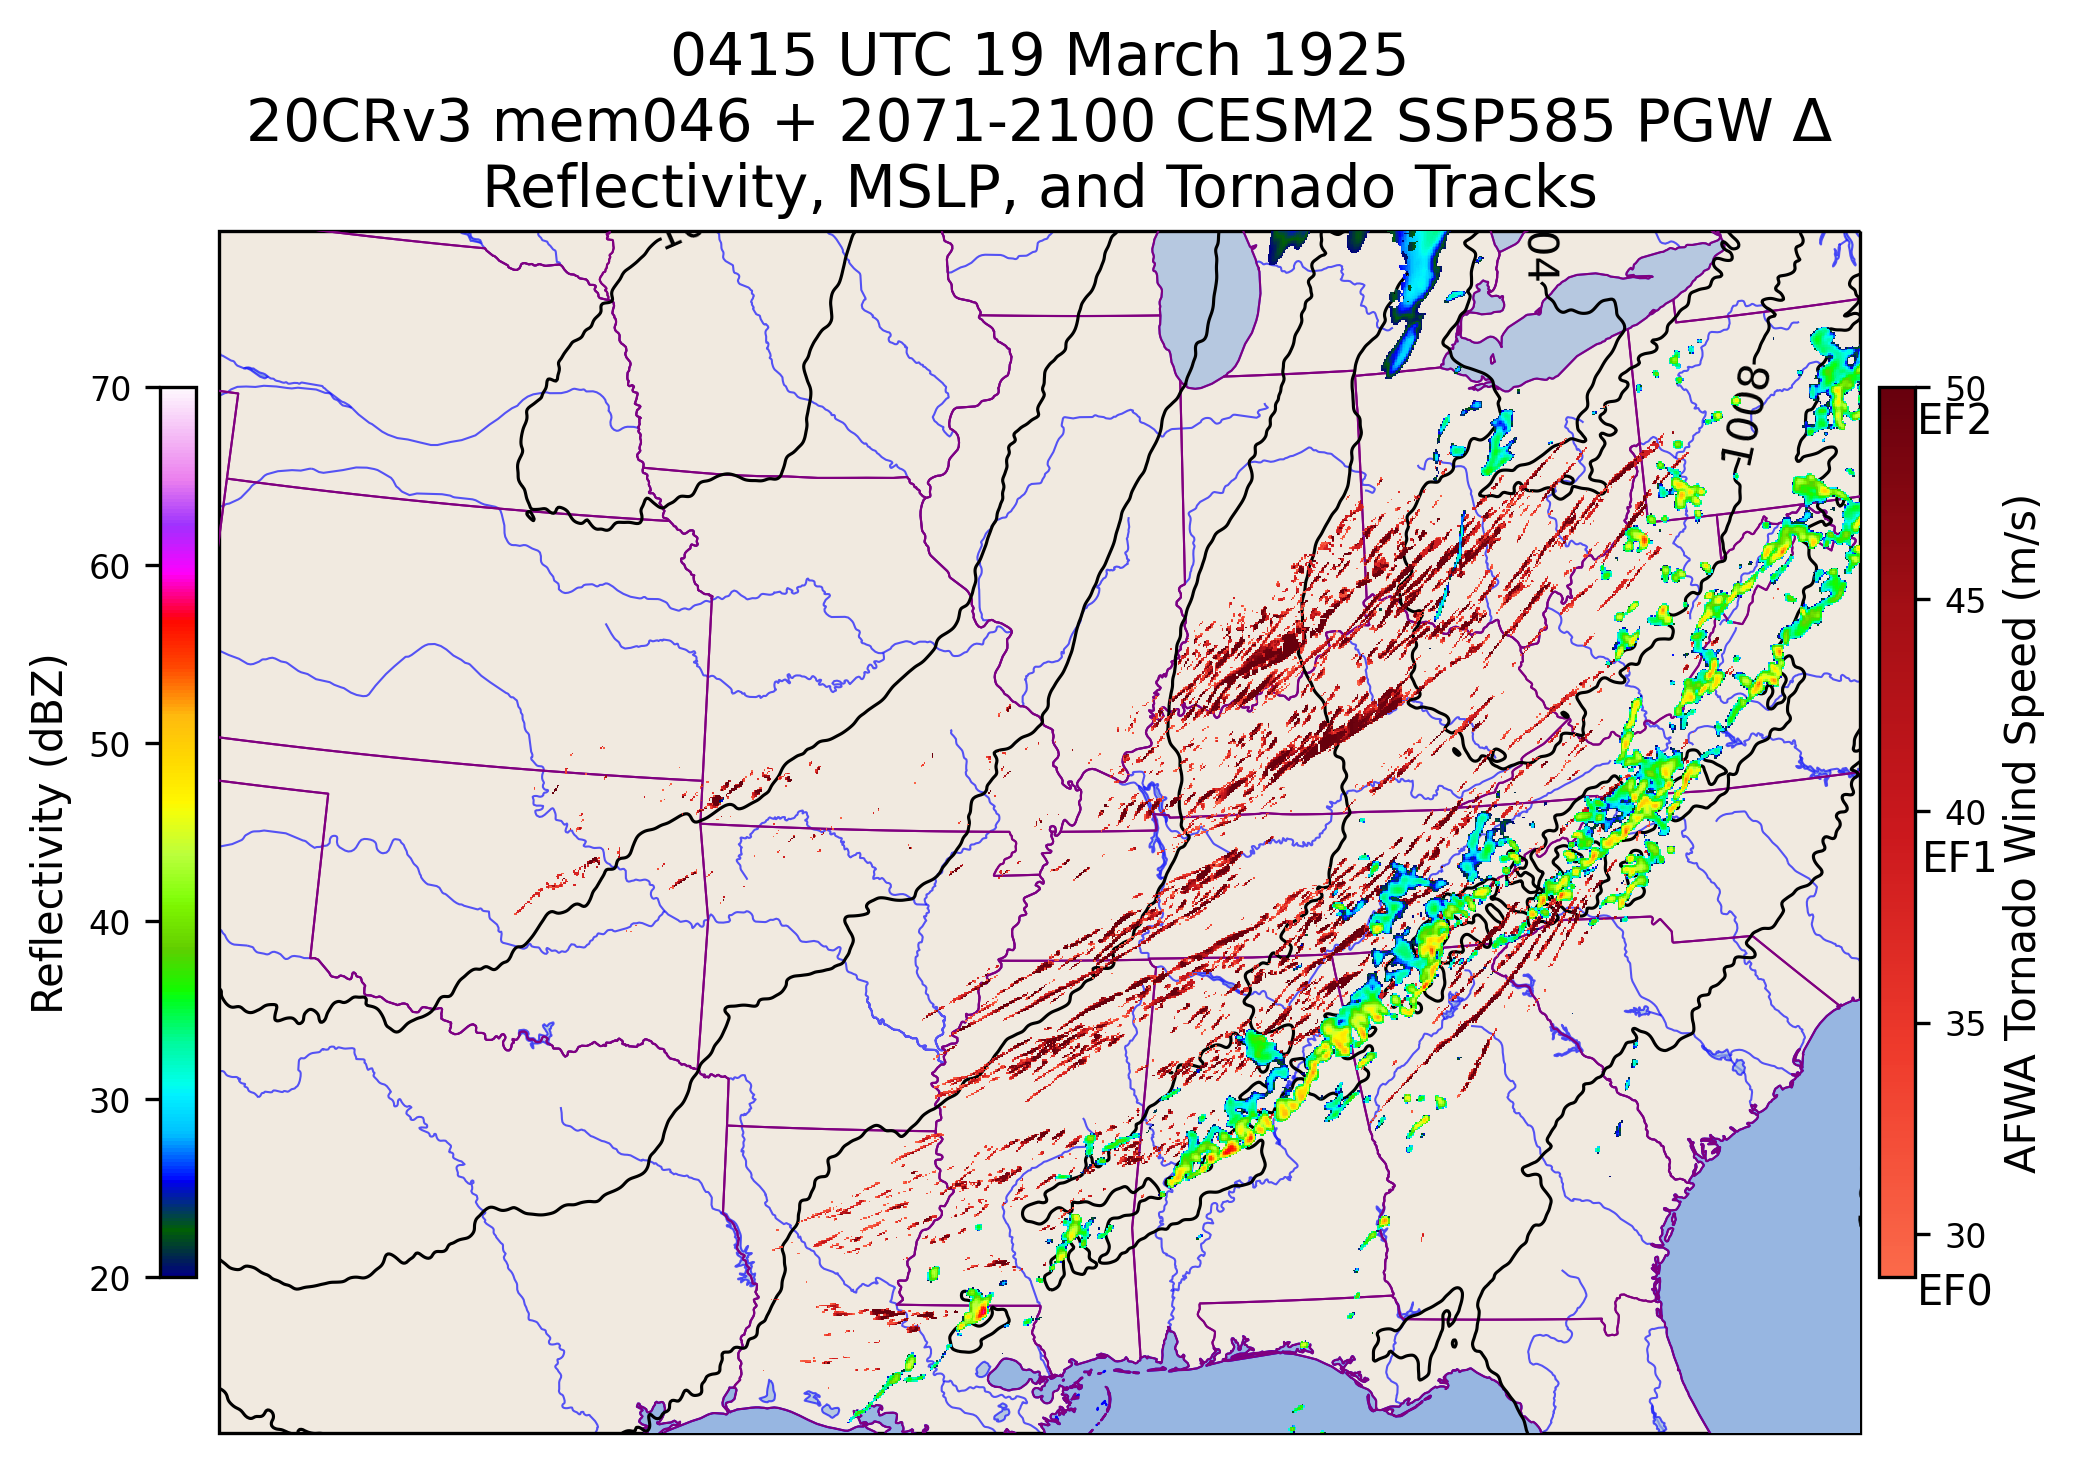 0415 UTC 19 March 1925
20CRv3 mem046 + 2071-2100 CESM2 SSP585 PGW Δ
Reflectivity, MSLP, and Tornado Tracks
Reflectivity (dBZ)
70
60
50
40
30
20
04
1008
50
EF2
45
40
EF1
35
30
EF0
AFWA Tornado Wind Speed (m/s)